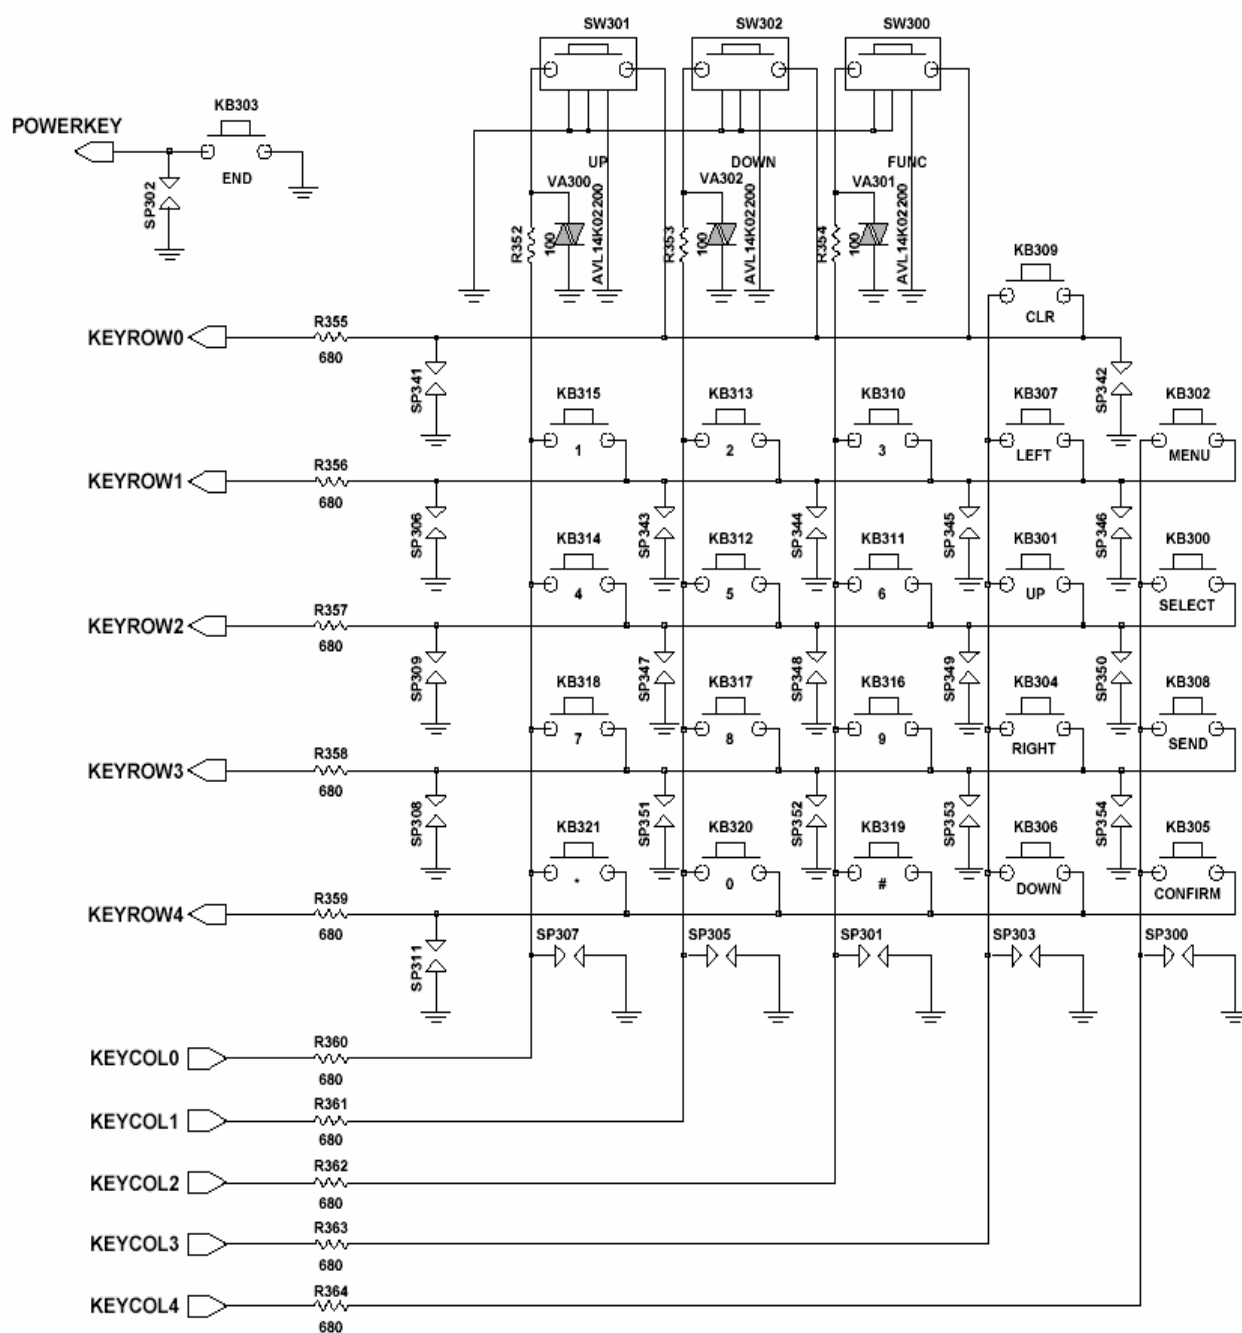 SW301 SW302 SW300
KB303
POWERKEY
END
SP302
UP DOWN FUNC
VA300 VA302 VA301
R352 100 AVL14K02200 R353 100 AVL14K02200 R354 100 AVL14K02200
KB309
CLR
KEYROW0 R355
680
SP341 SP342
KB315 KB313 KB310 KB307 KB302
1 2 3 LEFT MENU
KEYROW1 R356
680
SP306 SP343 SP344 SP345 SP346
KB314 KB312 KB311 KB301 KB300
4 5 6 UP SELECT
KEYROW2 R357
680
SP309 SP347 SP348 SP349 SP350
KB318 KB317 KB316 KB304 KB308
7 8 9 RIGHT SEND
KEYROW3 R358
680
SP308 SP351 SP352 SP353 SP354
KB321 KB320 KB319 KB306 KB305
* 0 # DOWN CONFIRM
KEYROW4 R359
680
SP311
SP307 SP305 SP301 SP303 SP300
KEYCOL0 R360
680
KEYCOL1 R361
680
KEYCOL2 R362
680
KEYCOL3 R363
680
KEYCOL4 R364
680